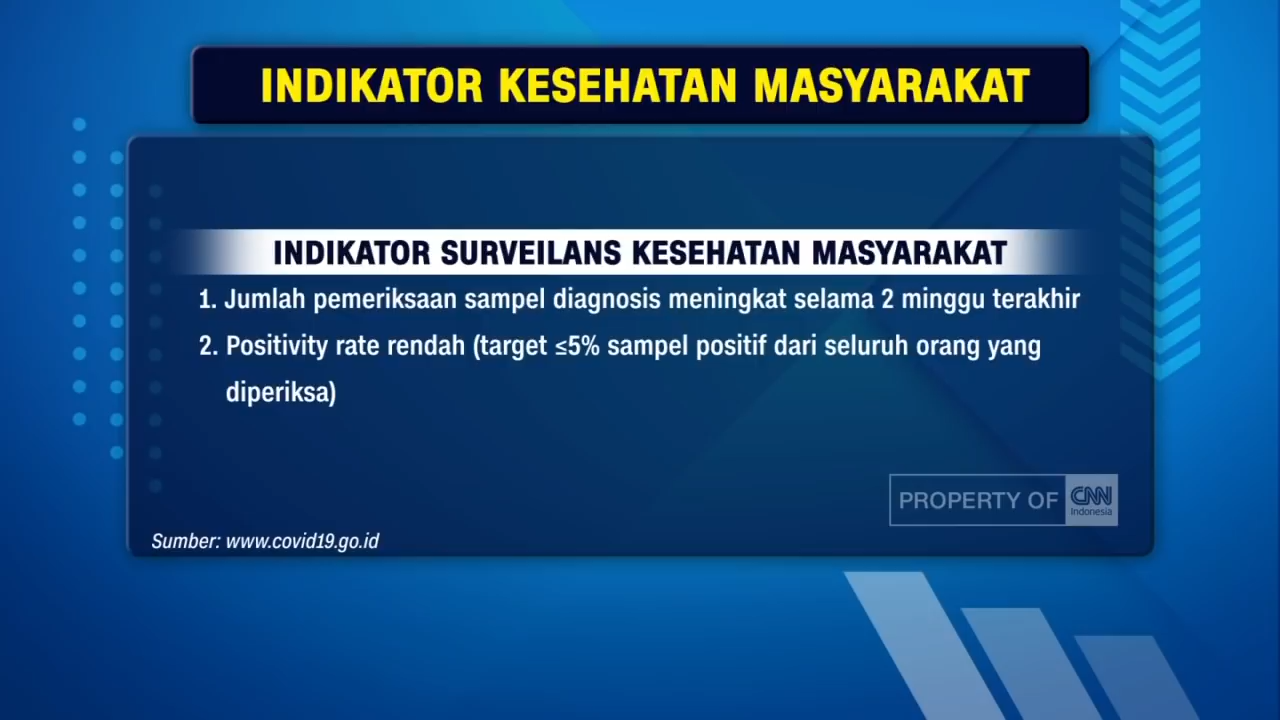 INDIKATOR KESEHATAN MASYARAKAT
INDIKATOR SURVEILANS KESEHATAN MASYARAKAT
1. Jumlah pemeriksaan sampel diagnosis meningkat selama 2 minggu terakhir
2. Positivity rate rendah (target ≤5% sampel positif dari seluruh orang yang
diperiksa)
PROPERTY OF CNN
Indonesia
Sumber: www.covid19.go.id